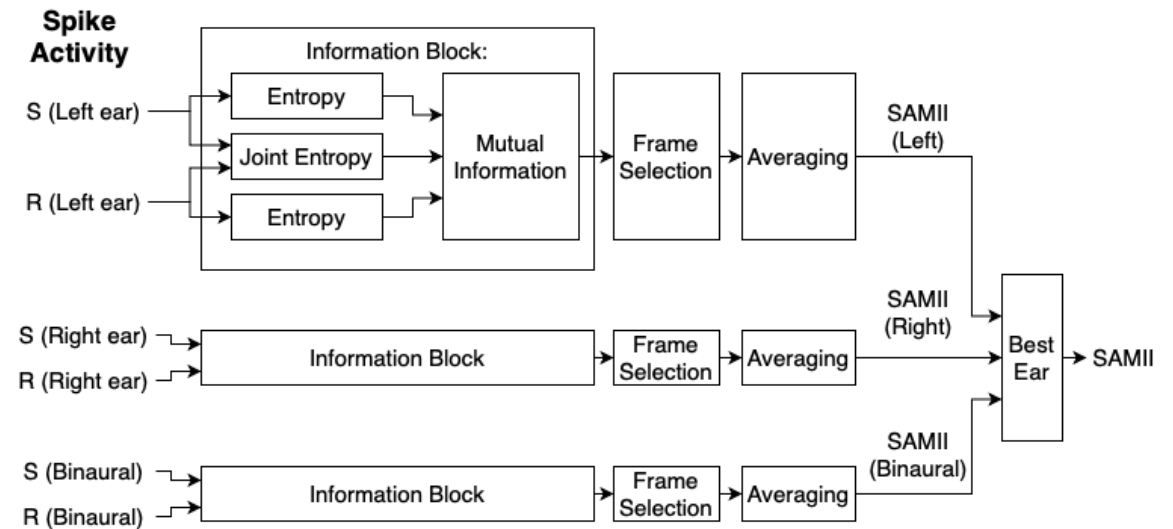 Spike
Activity
Information Block:
S (Left ear)
R (Left ear)
Entropy
Joint Entropy
Entropy
Mutual
Information
Frame
Selection
Averaging
SAMII
(Left)
S (Right ear)
R (Right ear)
Information Block
Frame
Selection
Averaging
SAMII
(Right)
Best
Ear
SAMII
S (Binaural)
R (Binaural)
Information Block
Frame
Selection
Averaging
SAMII
(Binaural)